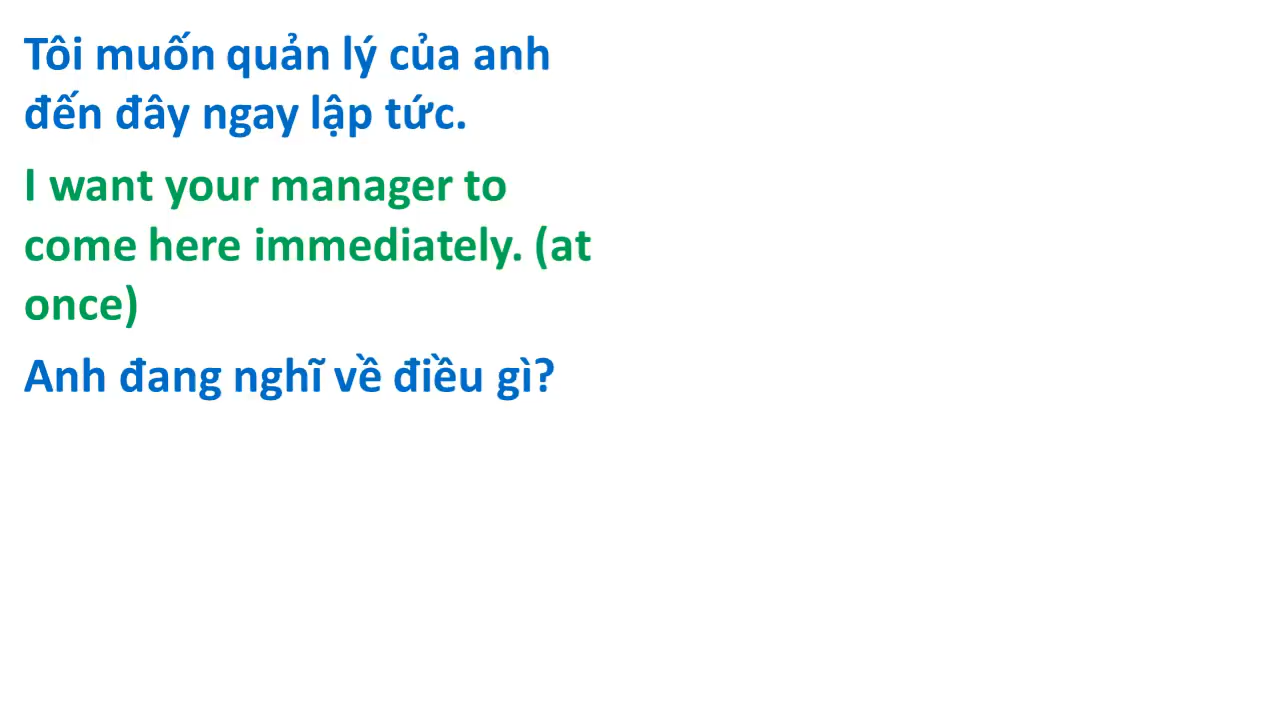 Tôi muốn quản lý của anh
đến đây ngay lập tức.
I want your manager to
come here immediately. (at
once)
Anh đang nghĩ về điều gì?